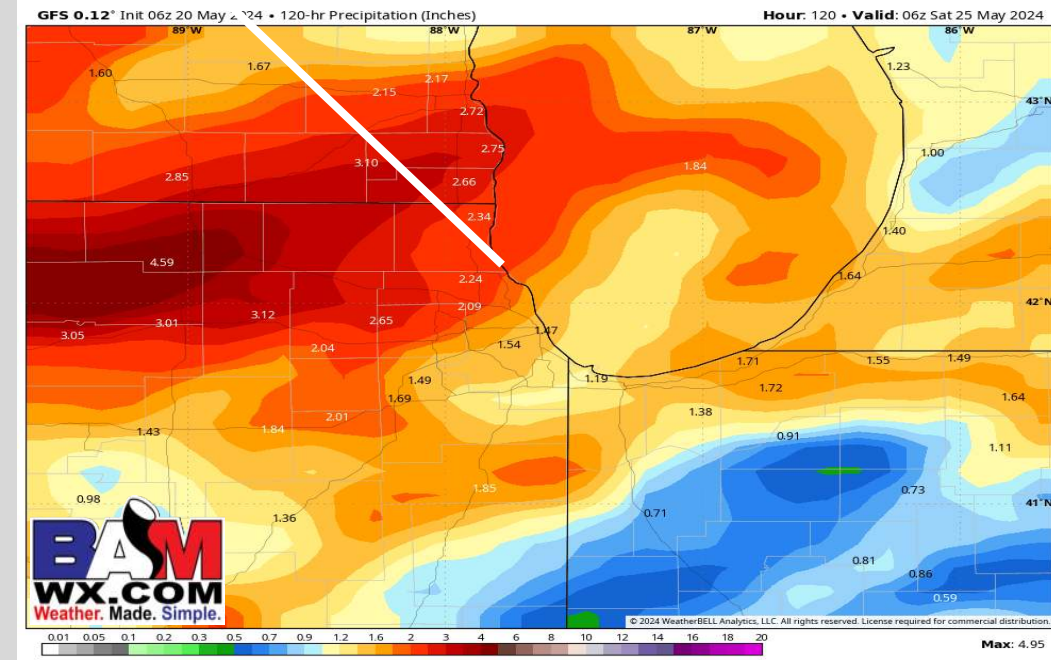 GFS 0.12° Init 06z 20 May 24 • 120-hr Precipitation (Inches)
Hour: 120 • Valid: 06z Sat 25 May 2024
89°W 88°W 87°W 86°W
1.60 1.67 2.17 1.23
2.15
2.72 43°N
2.75 1.00
3.10 1.84
2.85 2.66
2.34
1.40
4.59
2.24 1.64
2.09 42°N
3.12
3.01 2.65
3.05 1.47
2.04 1.54
1.71 1.55 1.49
1.49 1.19
1.72
1.69 1.64
1.38
2.01
1.84
1.43 0.91
1.11
1.85 0.73
0.98 41°N
1.36 0.71
0.81
0.86
0.59
BAM
WX.COM
Weather. Made. Simple.
© 2024 WeatherBELL Analytics, LLC. All rights reserved. License required for commercial distribution.
0.01 0.05 0.1 0.2 0.3 0.5 0.7 0.9 1.2 1.6 2 3 4 6 8 10 12 14 16 18 20
Max: 4.95